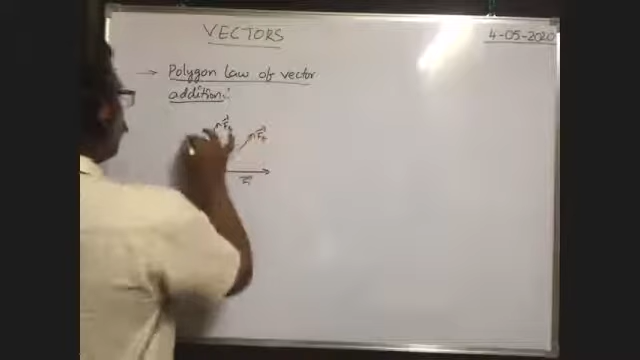 VECTORS
4-05-2020
→ Polygon law of vector
addition: